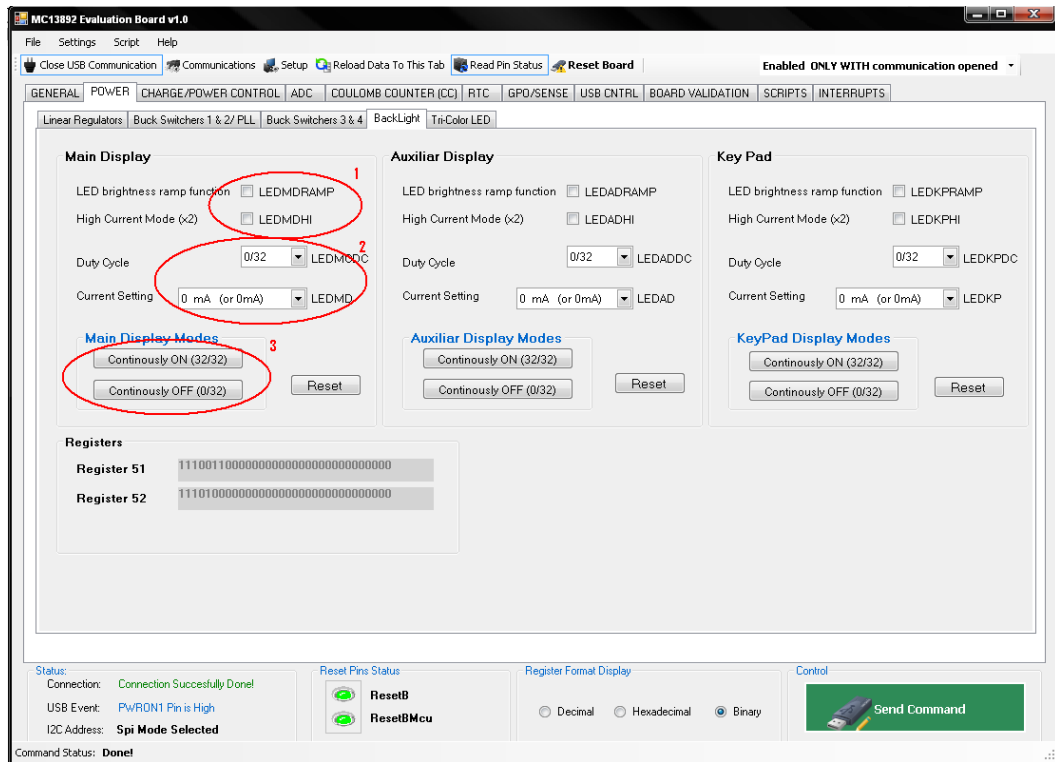 MC13892 Evaluation Board v1.0
File Settings Script Help
Close USB Communication Communications Setup Reload Data To This Tab Read Pin Status Reset Board Enabled ONLY WITH communication opened
GENERAL POWER CHARGE/POWER CONTROL ADC COULOMB COUNTER (CC) RTC GPO/SENSE USB CNTRL BOARD VALIDATION SCRIPTS INTERRUPTS
Linear Regulators Buck Switchers 1 & 2/ PLL Buck Switchers 3 & 4 BackLight Tri-Color LED
Main Display Auxiliar Display Key Pad
1
LED brightness ramp function LEDMDRAMP LED brightness ramp function LEDADRAMP LED brightness ramp function LEDKPRAMP
High Current Mode (x2) LEDMDHI High Current Mode (x2) LEDADHI High Current Mode (x2) LEDKPHI
2
Duty Cycle 0/32 LEDMCDC Duty Cycle 0/32 LEDADDC Duty Cycle 0/32 LEDKPDC
Current Setting 0 mA (or 0mA) LEDMD Current Setting 0 mA (or 0mA) LEDAD Current Setting 0 mA (or 0mA) LEDKP
Main Display Modes Auxiliar Display Modes KeyPad Display Modes
3
Continously ON (32/32) Continously ON (32/32) Continously ON (32/32)
Continously OFF (0/32) Reset Continously OFF (0/32) Reset Continously OFF (0/32) Reset
Registers
Register 51 11100110000000000000000000000000
Register 52 11101000000000000000000000000000
Status: Reset Pins Status Register Format Display Control
Connection: Connection Succesfully Done!
ResetB
USB Event: PWRON1 Pin is High
Decimal Hexadecimal Binary Send Command
ResetBMcu
I2C Address: Spi Mode Selected
Command Status: Done!